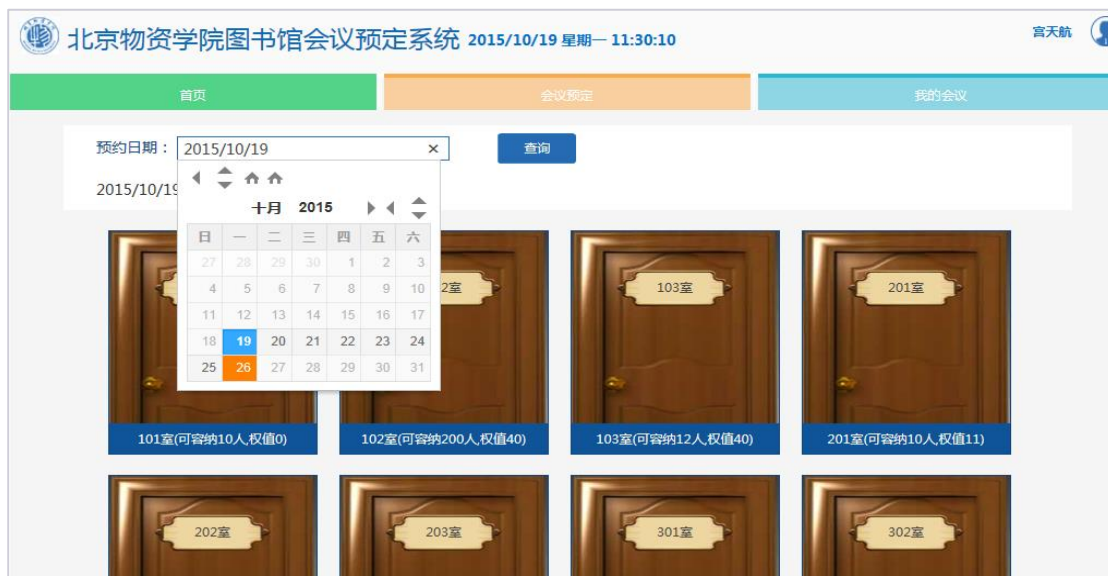 北京物资学院图书馆会议预定系统 2015/10/19 星期一 11:30:10
宫天航
首页 会议预定 我的会议
预约日期： 2015/10/19 × 查询
2015/10/19
十月 2015
日 一 二 三 四 五 六
27 28 29 30 1 2 3
4 5 6 7 8 9 10
11 12 13 14 15 16 17
18 19 20 21 22 23 24
25 26 27 28 29 30 31
2室 103室 201室
101室(可容纳10人,权值0) 102室(可容纳200人,权值40) 103室(可容纳12人,权值40) 201室(可容纳10人,权值11)
202室 203室 301室 302室